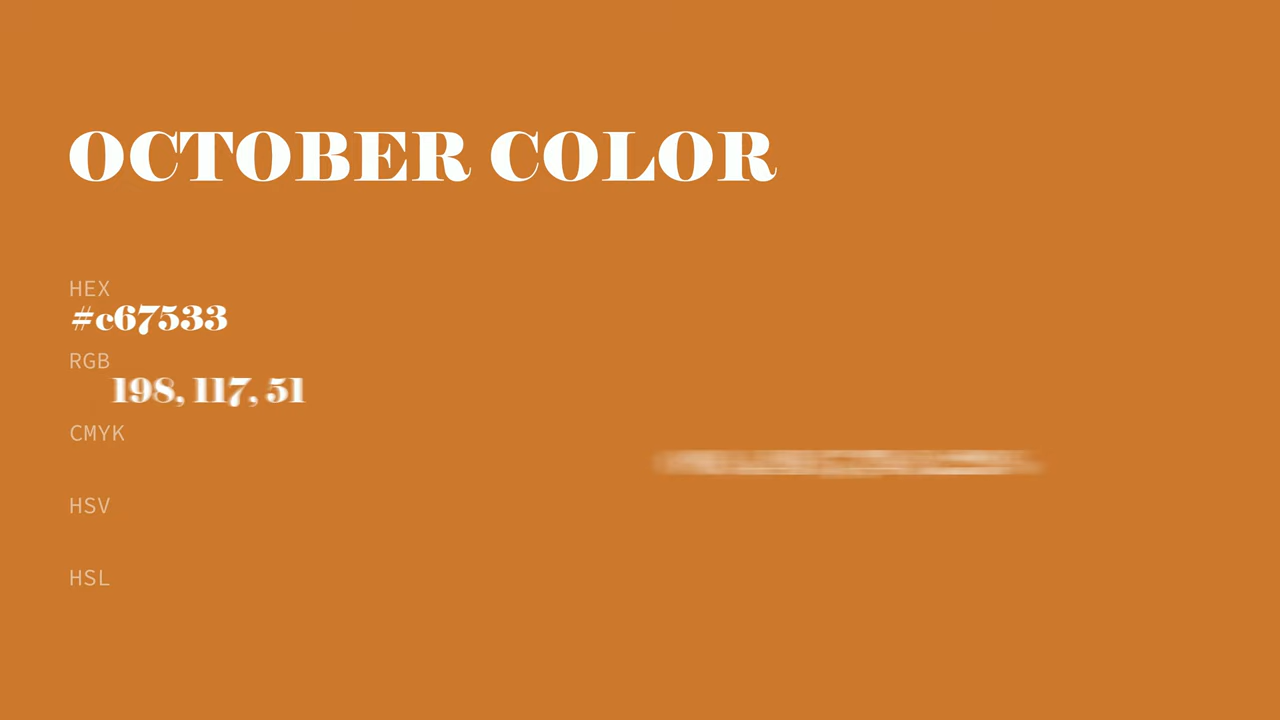 OCTOBER COLOR
HEX
#c67533
RGB
198, 117, 51
CMYK
HSV
HSL